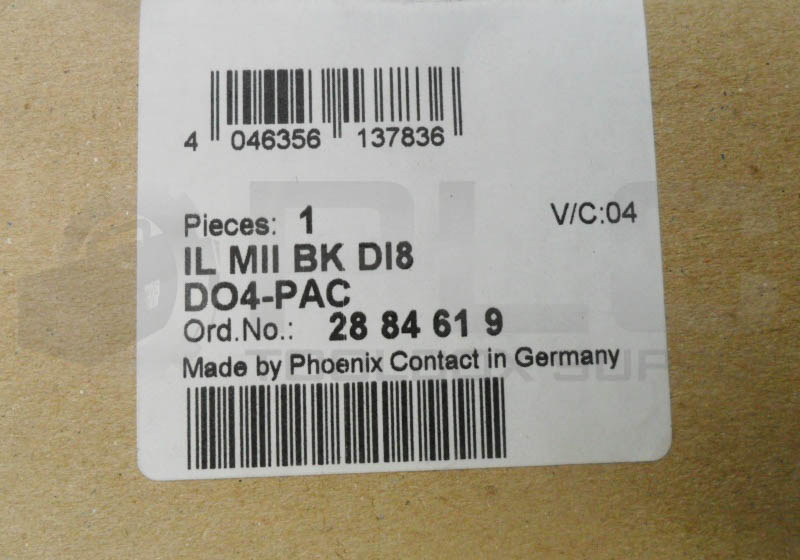 4 046356 137836
Pieces: 1 V/C:04
IL MII BK DI8
DO4-PAC
Ord.No.: 28 84 61 9
Made by Phoenix Contact in Germany